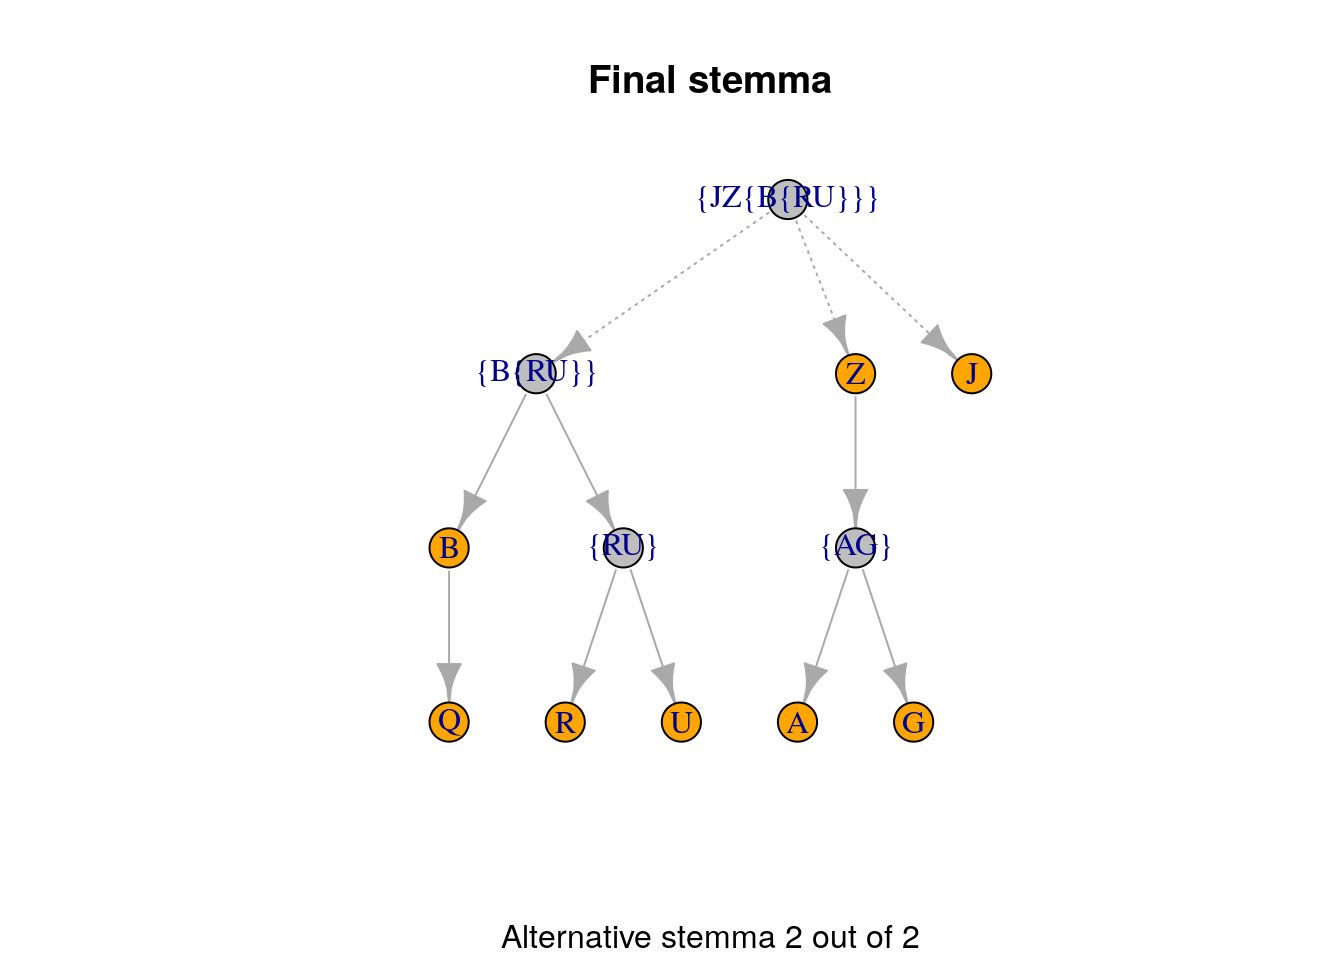 Final stemma
{JZ{B{RU}}}
{B{RU}}
Z
J
B
{RU}
{AG}
Q
R
U
A
G
Alternative stemma 2 out of 2